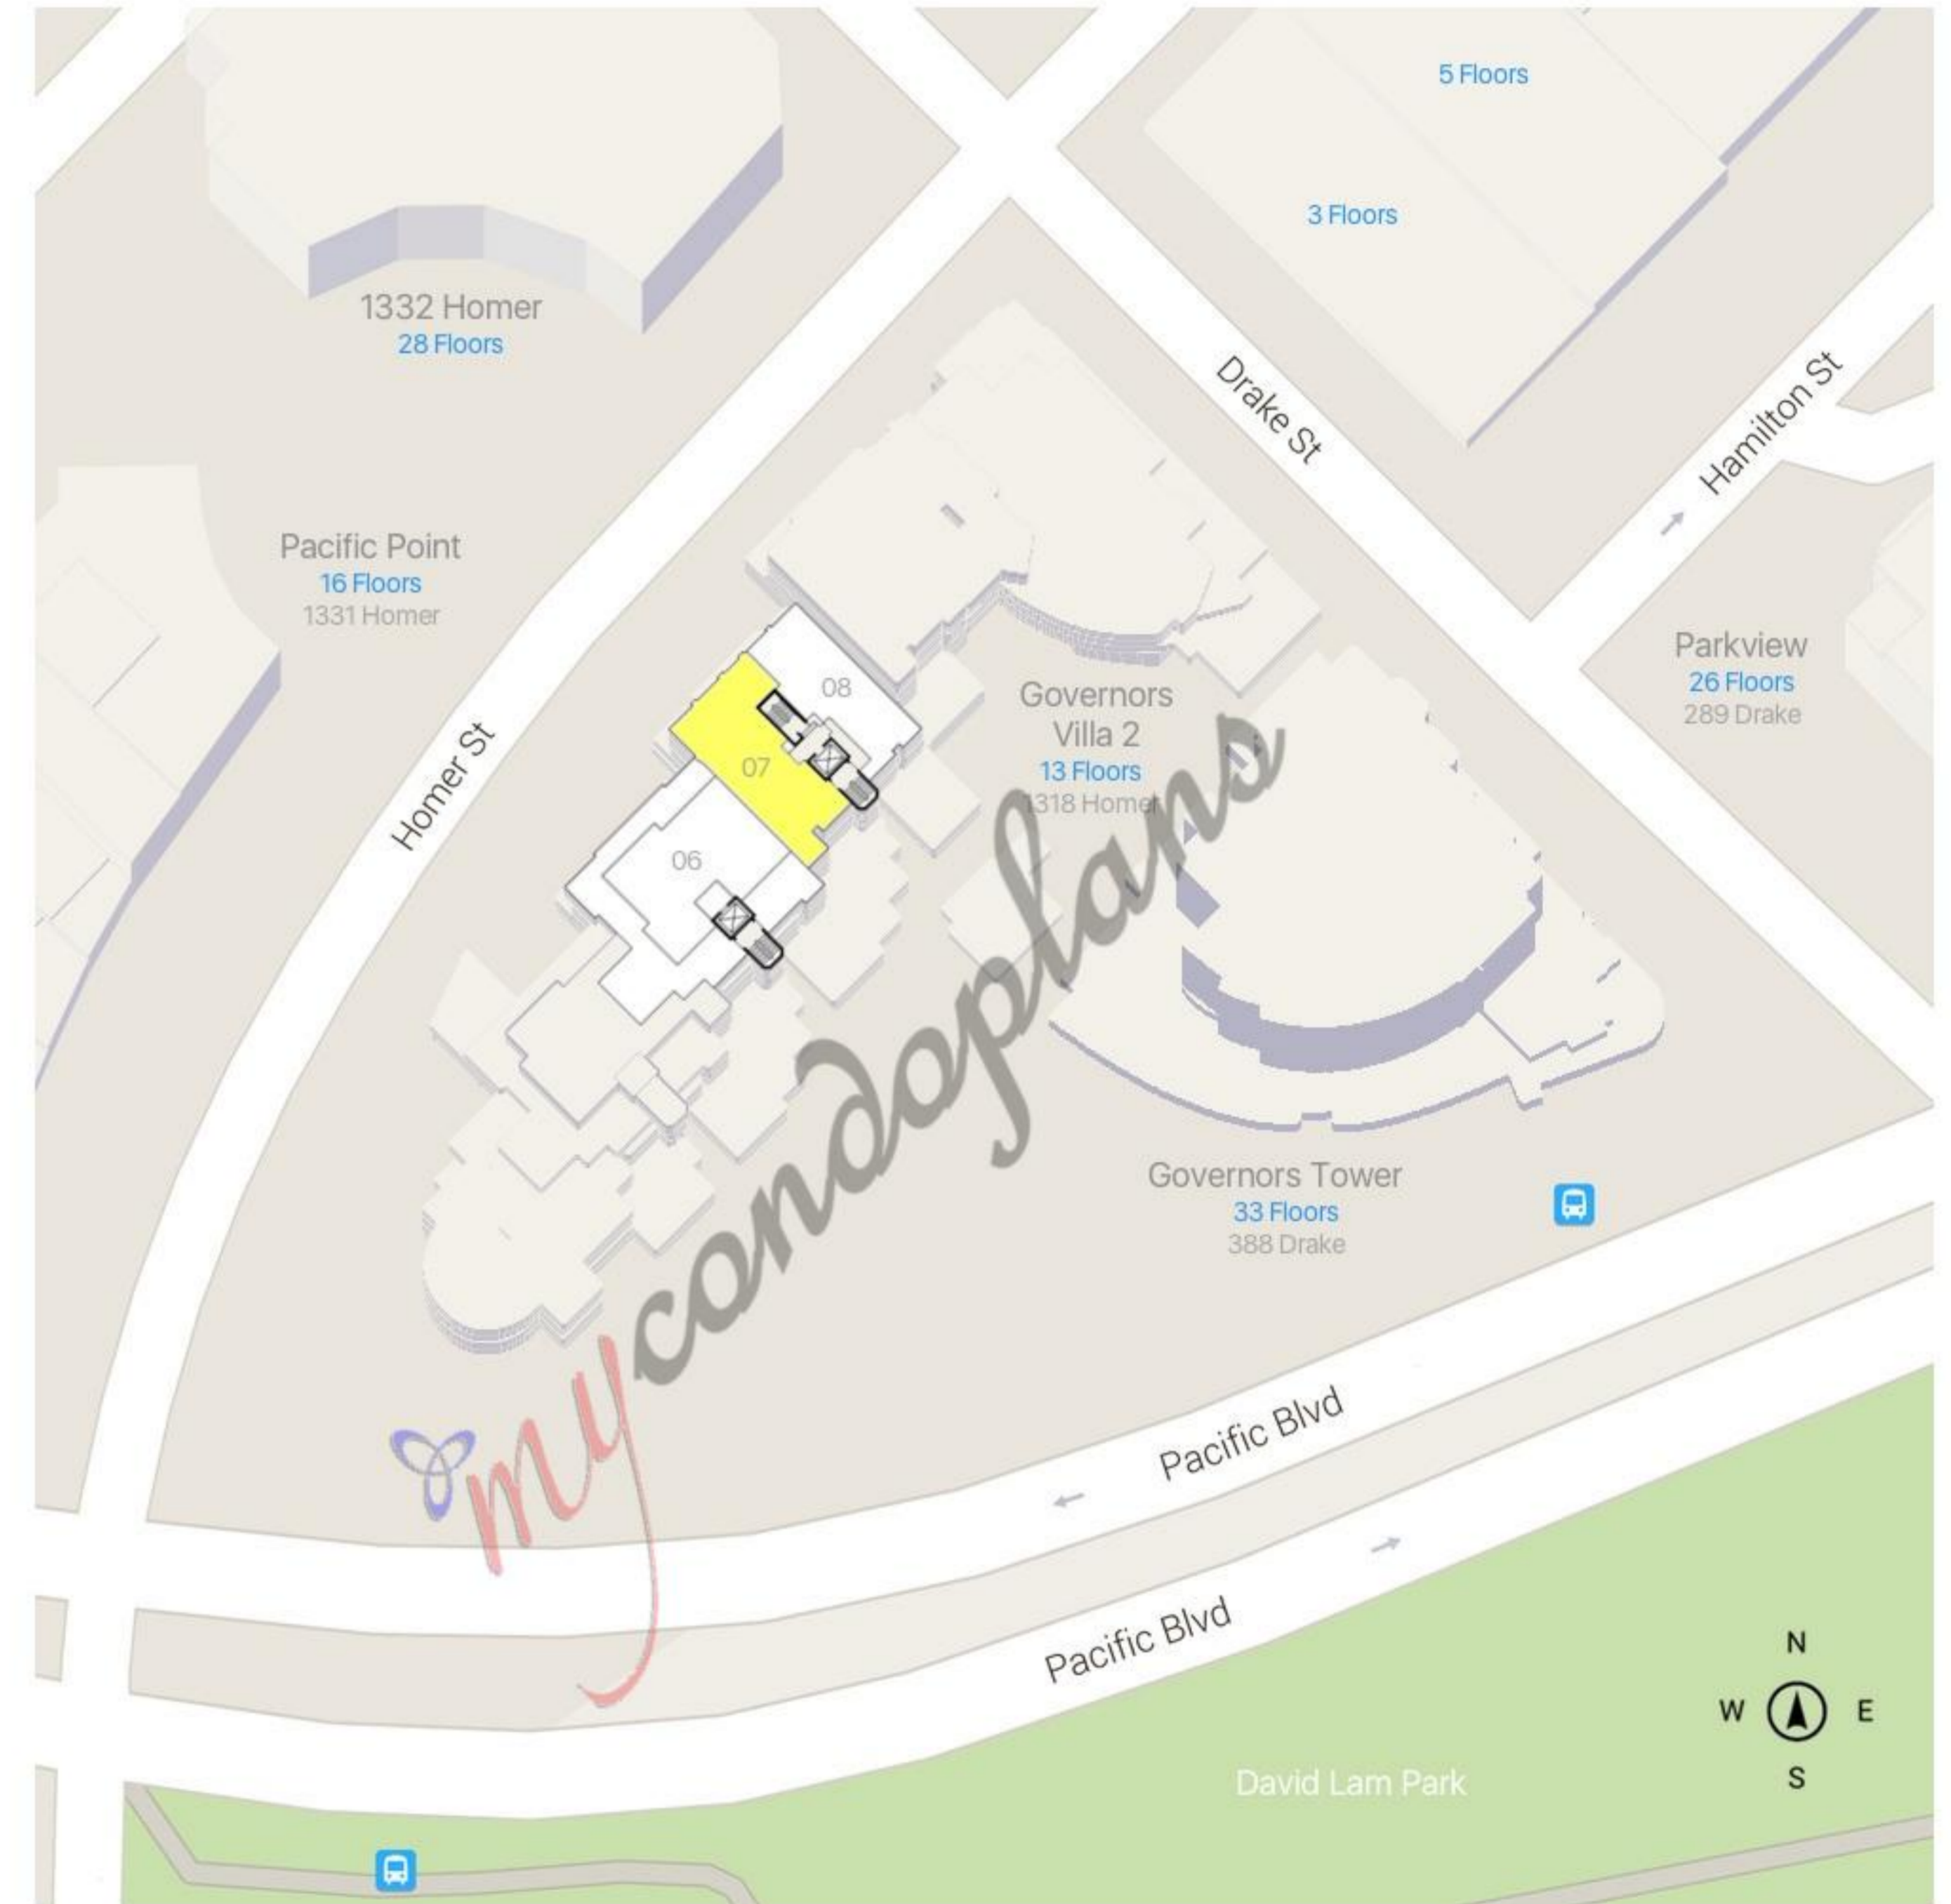 5 Floors
3 Floors
1332 Homer
28 Floors
Drake St
Hamilton St
Pacific Point
16 Floors
1331 Homer
Parkview
26 Floors
289 Drake
08
Governors
Villa 2
13 Floors
1318 Homer
07
Homer St
06
mycondoplans
Governors Tower
33 Floors
388 Drake
Pacific Blvd
Pacific Blvd
N
W
E
S
David Lam Park